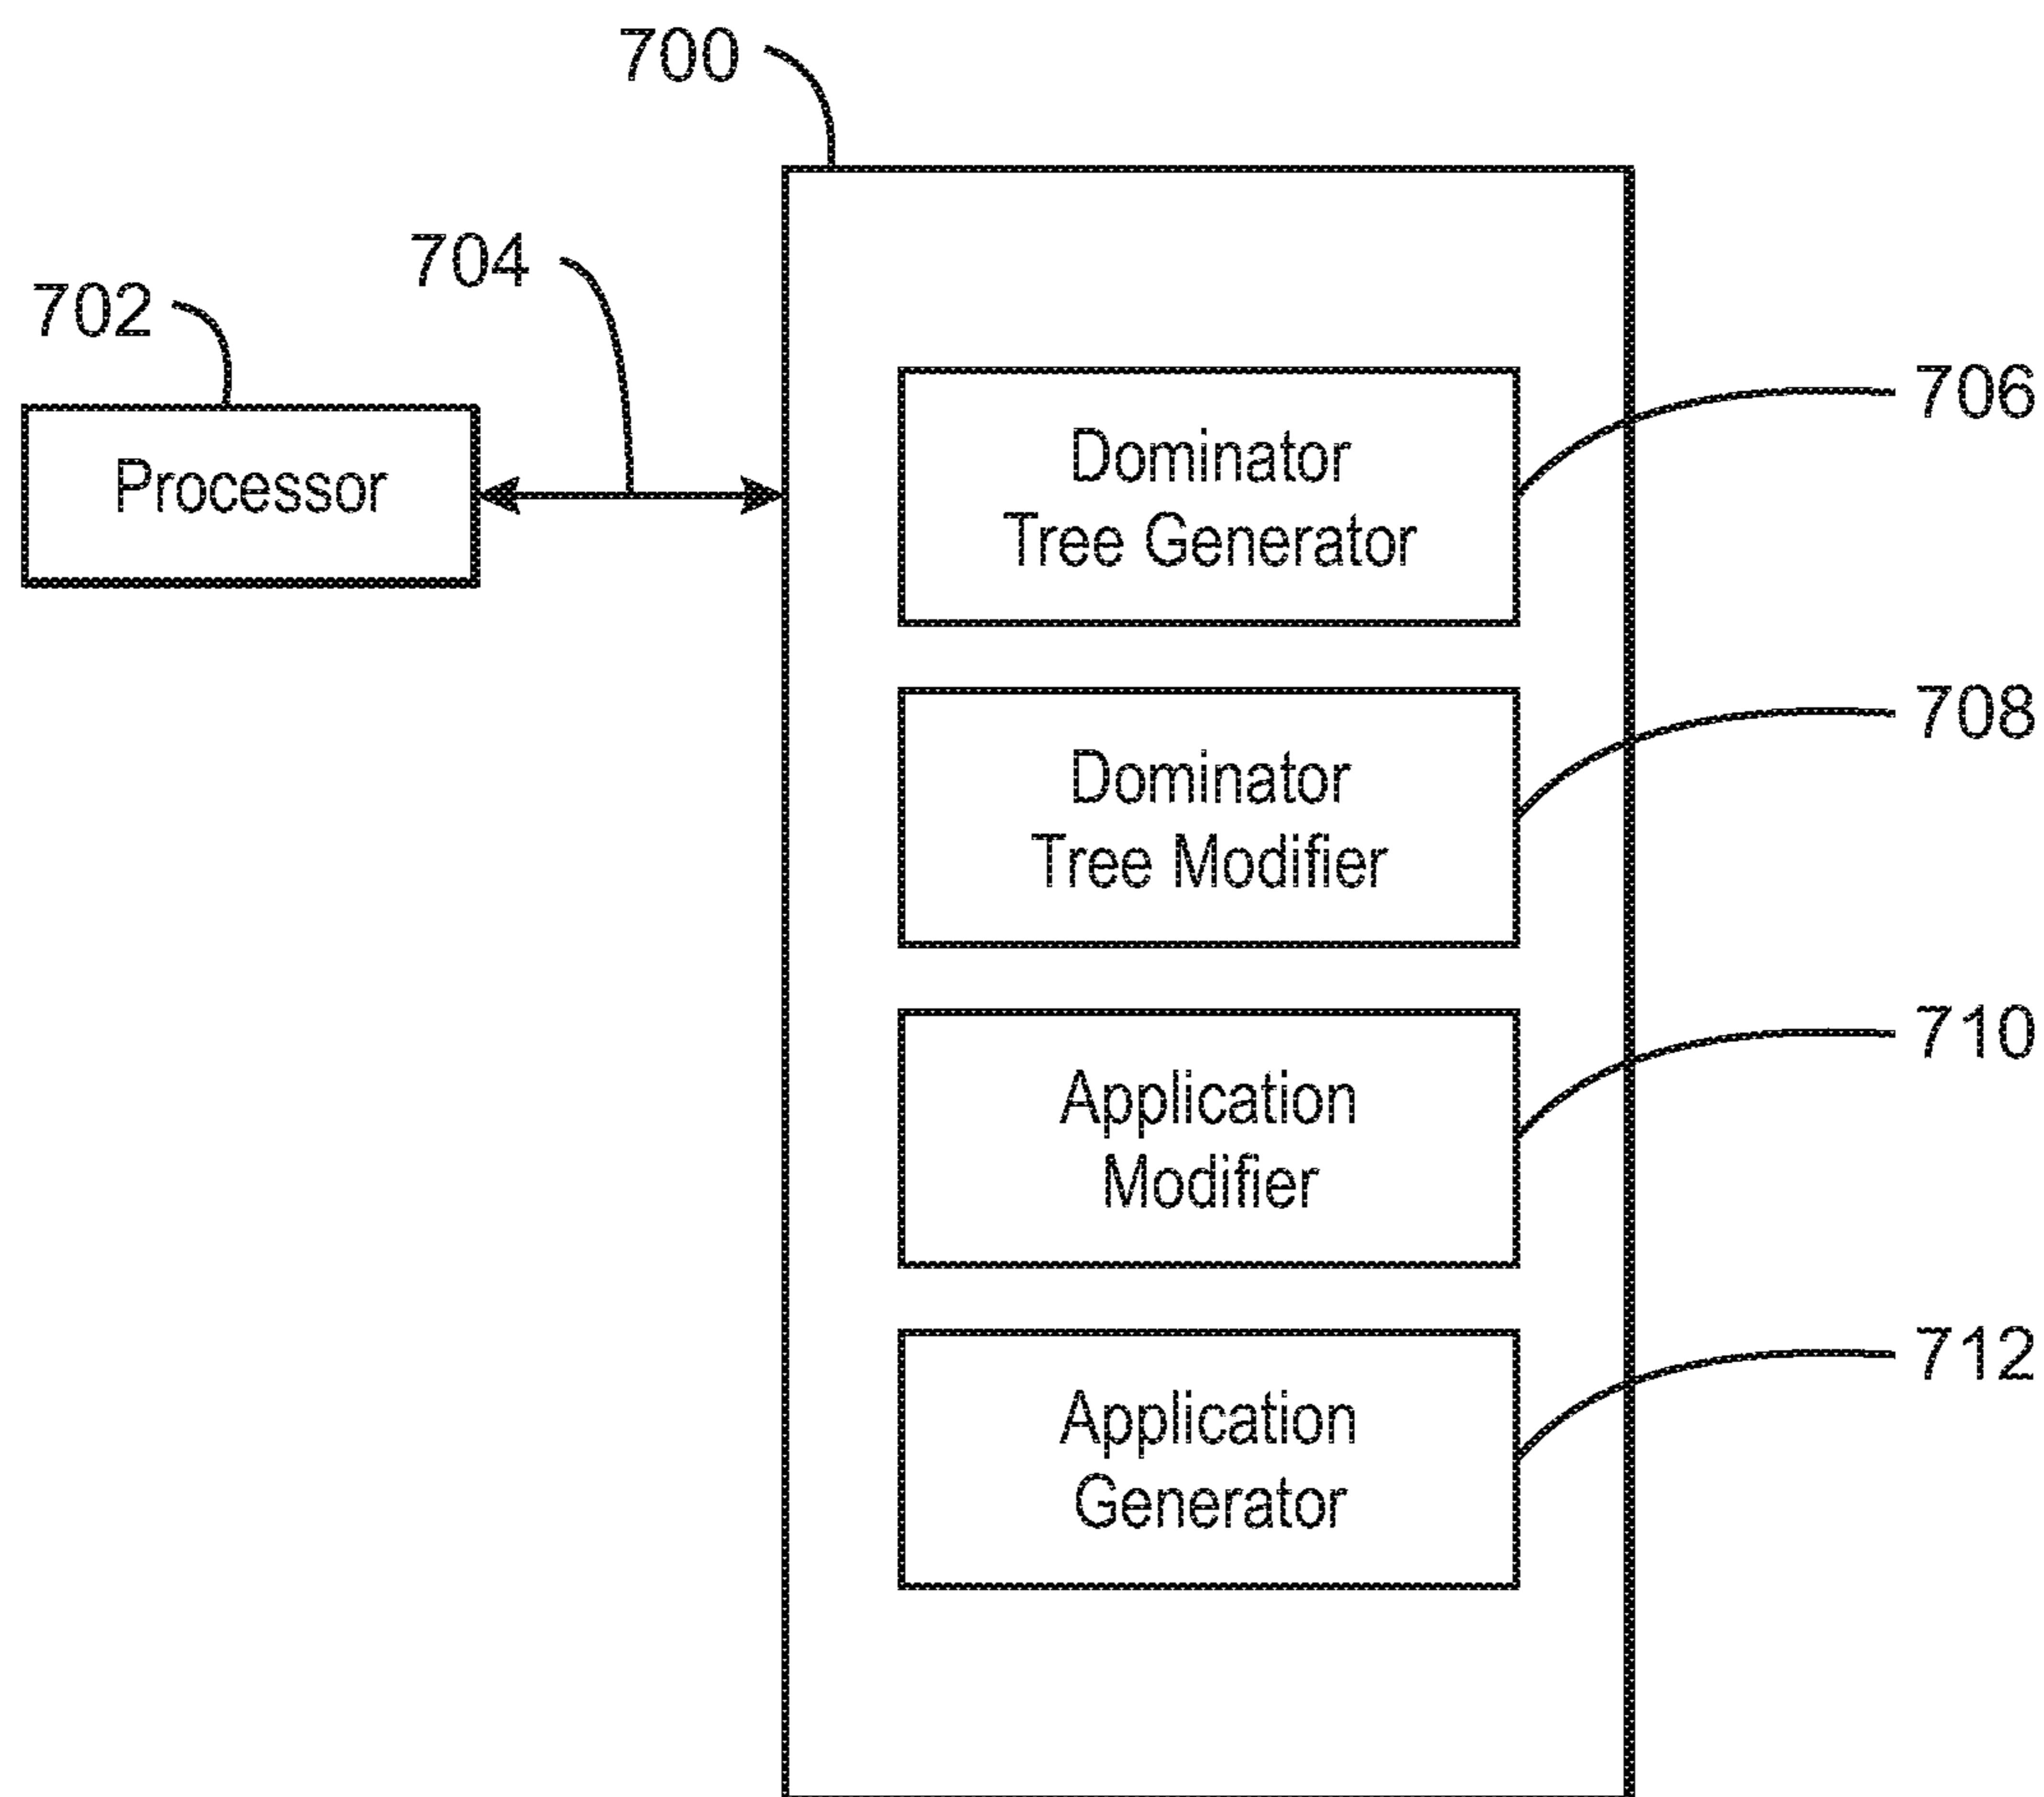 700
704
702
Processor
706
Dominator
Tree Generator
708
Dominator
Tree Modifier
710
Application
Modifier
712
Application
Generator